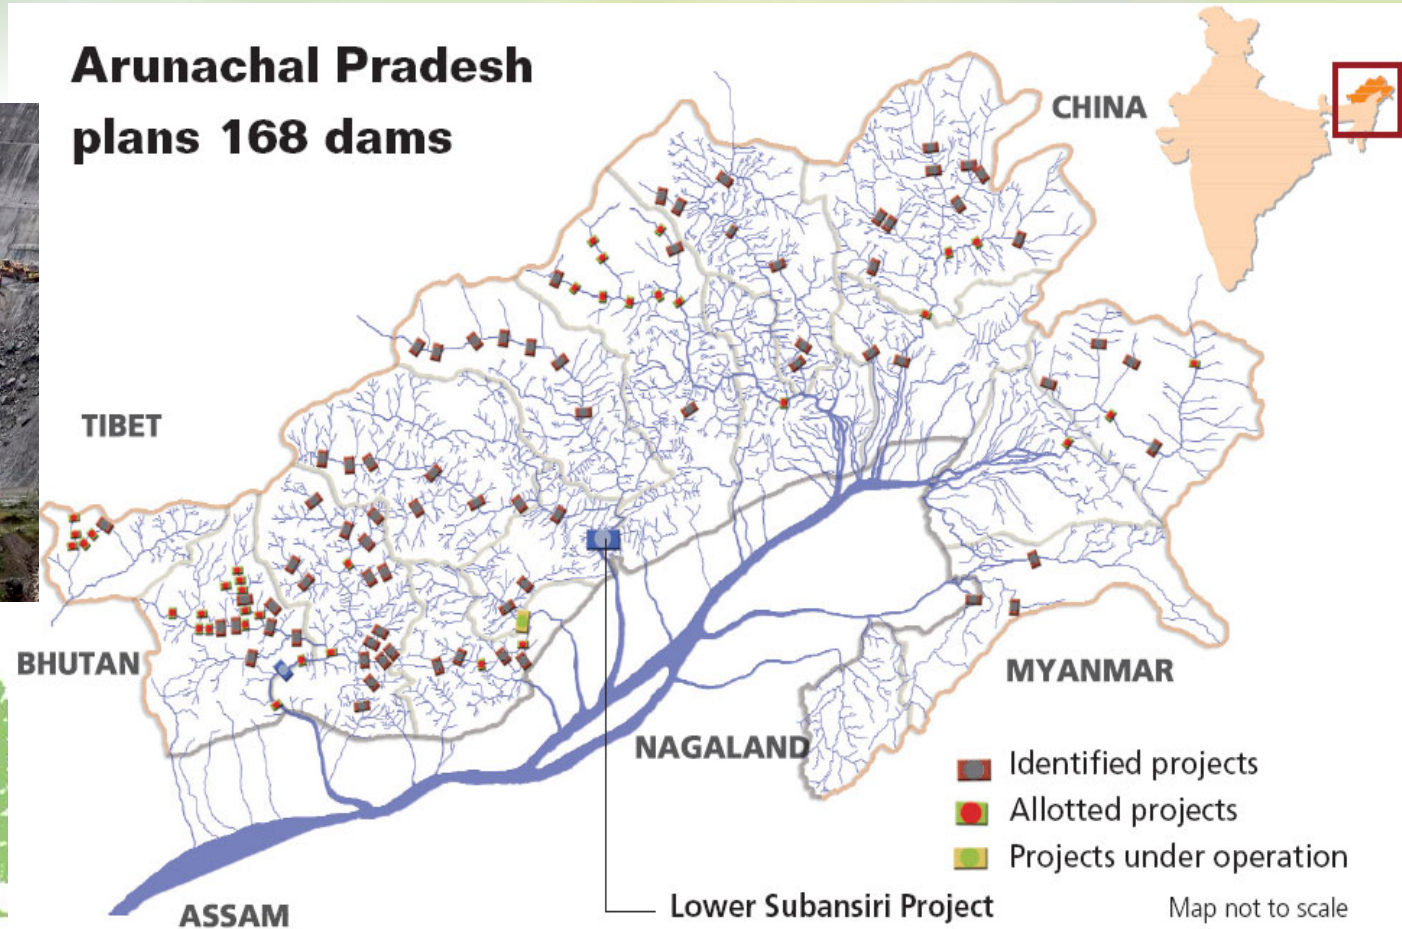 Arunachal Pradesh
plans 168 dams
CHINA
TIBET
BHUTAN
MYANMAR
NAGALAND
Identified projects
Allotted projects
Projects under operation
Lower Subansiri Project
Map not to scale
ASSAM